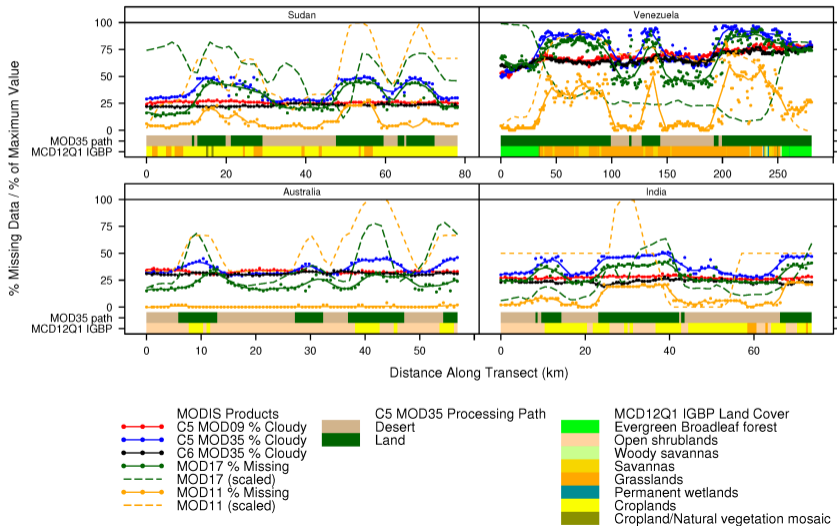 Sudan
Venezuela
100
75
50
25
0
MOD35 path
MCD12Q1 IGBP
0 10 20 30 40 50 60 70 80
0 50 100 150 200 250
Australia
India
100
75
50
25
0
MOD35 path
MCD12Q1 IGBP
0 10 20 30 40 50
0 20 40 60
% Missing Data / % of Maximum Value
Distance Along Transect (km)
MODIS Products
C5 MOD09 % Cloudy
C5 MOD35 % Cloudy
C6 MOD35 % Cloudy
MOD17 % Missing
MOD17 (scaled)
MOD11 % Missing
MOD11 (scaled)
C5 MOD35 Processing Path
Desert
Land
MCD12Q1 IGBP Land Cover
Evergreen Broadleaf forest
Open shrublands
Woody savannas
Savannas
Grasslands
Permanent wetlands
Croplands
Cropland/Natural vegetation mosaic